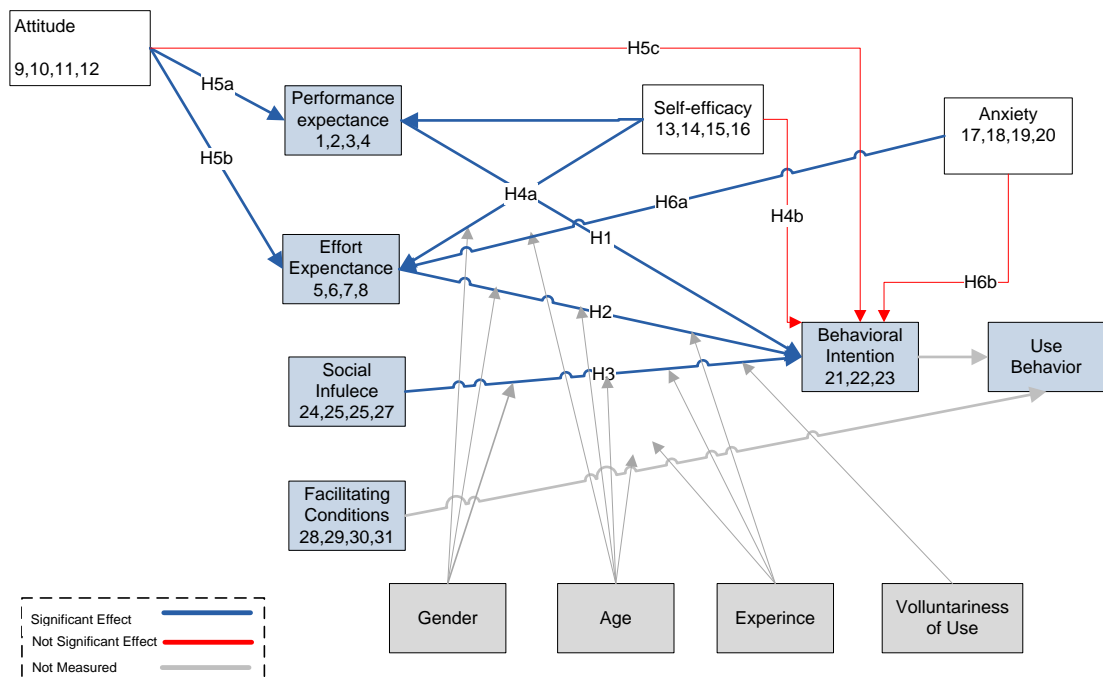 Attitude
9,10,11,12
H5c
H5a
Performance
expectance
1,2,3,4
Self-efficacy
13,14,15,16
Anxiety
17,18,19,20
H5b
H4a
H6a
H4b
H1
Effort
Expenctance
5,6,7,8
H6b
H2
Behavioral
Intention
21,22,23
Use
Behavior
Social
Infulece
24,25,25,27
H3
Facilitating
Conditions
28,29,30,31
Gender
Age
Experince
Volluntariness
of Use
Significant Effect
Not Significant Effect
Not Measured